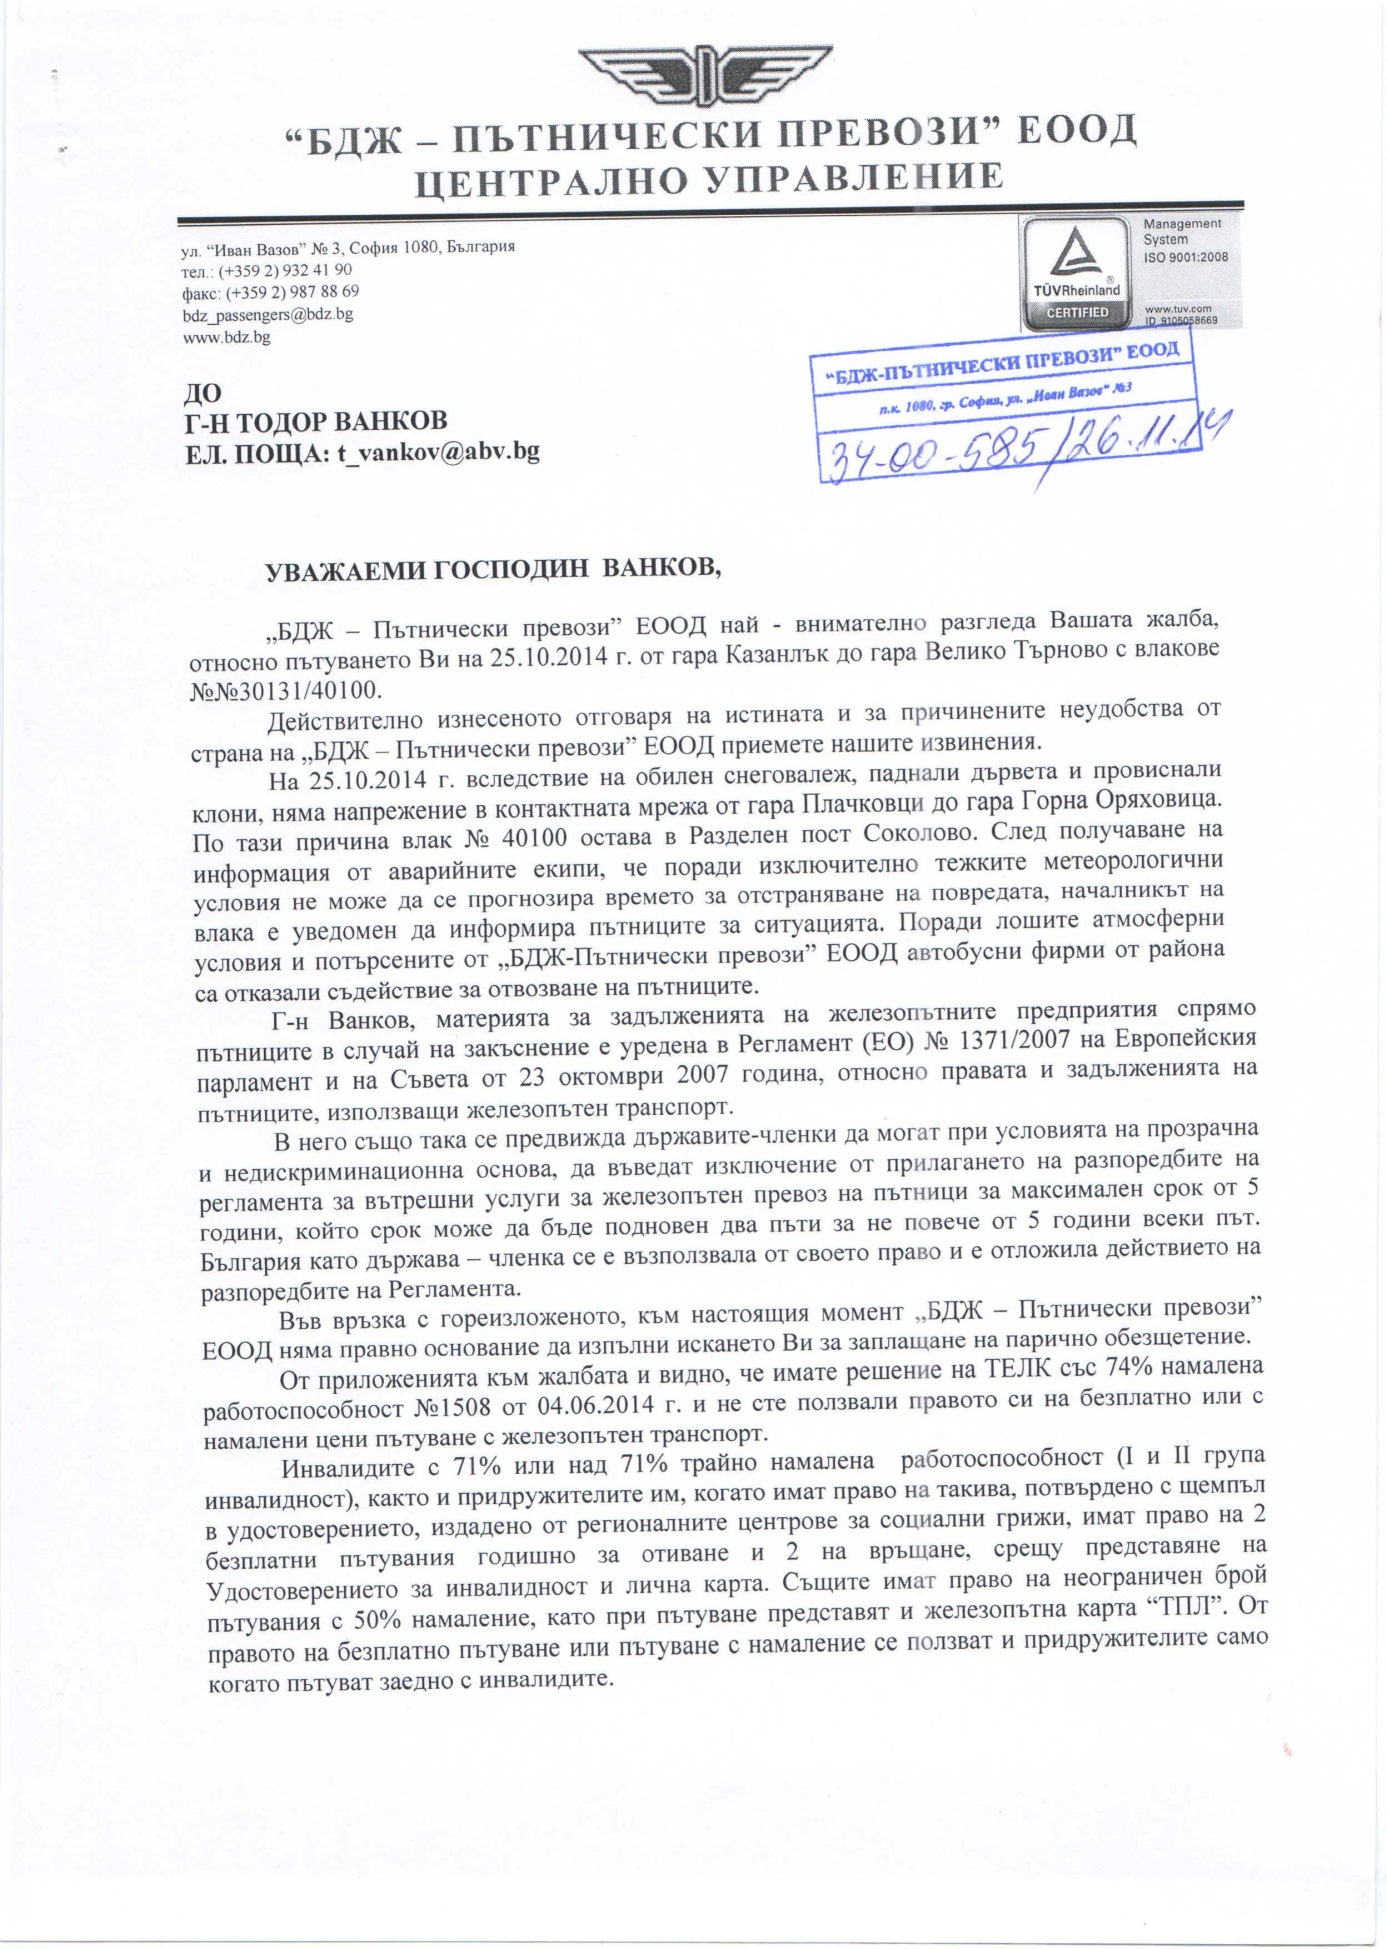 “БДЖ – ПЪТНИЧЕСКИ ПРЕВОЗИ” ЕООД
ЦЕНТРАЛНО УПРАВЛЕНИЕ
ул. “Иван Вазов” № 3, София 1080, България
тел.: (+359 2) 932 41 90
факс: (+359 2) 987 88 69
bdz_passengers@bdz.bg
www.bdz.bg
TÜVRheinland ®
CERTIFIED
Management
System
ISO 9001:2008
www.tuv.com
ID 9105058669
“БДЖ-ПЪТНИЧЕСКИ ПРЕВОЗИ” ЕООД
п.к. 1080, гр. София, ул. „Иван Вазов“ №3
34-00-585/26.11.14
ДО
Г-Н ТОДОР ВАНКОВ
ЕЛ. ПОЩА: t_vankov@abv.bg
УВАЖАЕМИ ГОСПОДИН ВАНКОВ,
„БДЖ – Пътнически превози” ЕООД най - внимателно разгледа Вашата жалба,
относно пътуването Ви на 25.10.2014 г. от гара Казанлък до гара Велико Търново с влакове
№№30131/40100.
Действително изнесеното отговаря на истината и за причинените неудобства от
страна на „БДЖ – Пътнически превози” ЕООД приемете нашите извинения.
На 25.10.2014 г. вследствие на обилен снеговалеж, паднали дървета и провиснали
клони, няма напрежение в контактната мрежа от гара Плачковци до гара Горна Оряховица.
По тази причина влак № 40100 остава в Разделен пост Соколово. След получаване на
информация от аварийните екипи, че поради изключително тежките метеорологични
условия не може да се прогнозира времето за отстраняване на повредата, началникът на
влака е уведомен да информира пътниците за ситуацията. Поради лошите атмосферни
условия и потърсените от „БДЖ-Пътнически превози” ЕООД автобусни фирми от района
са отказали съдействие за отвозване на пътниците.
Г-н Ванков, материята за задълженията на железопътните предприятия спрямо
пътниците в случай на закъснение е уредена в Регламент (ЕО) № 1371/2007 на Европейския
парламент и на Съвета от 23 октомври 2007 година, относно правата и задълженията на
пътниците, използващи железопътен транспорт.
В него също така се предвижда държавите-членки да могат при условията на прозрачна
и недискриминационна основа, да въведат изключение от прилагането на разпоредбите на
регламента за вътрешни услуги за железопътен превоз на пътници за максимален срок от 5
години, който срок може да бъде подновен два пъти за не повече от 5 години всеки път.
България като държава – членка се е възползвала от своето право и е отложила действието на
разпоредбите на Регламента.
Във връзка с гореизложеното, към настоящия момент „БДЖ – Пътнически превози”
ЕООД няма правно основание да изпълни искането Ви за заплащане на парично обезщетение.
От приложенията към жалбата и видно, че имате решение на ТЕЛК със 74% намалена
работоспособност №1508 от 04.06.2014 г. и не сте ползвали правото си на безплатно или с
намалени цени пътуване с железопътен транспорт.
Инвалидите с 71% или над 71% трайно намалена работоспособност (I и II група
инвалидност), както и придружителите им, когато имат право на такива, потвърдено с щемпъл
в удостоверението, издадено от регионалните центрове за социални грижи, имат право на 2
безплатни пътувания годишно за отиване и 2 на връщане, срещу представяне на
Удостоверението за инвалидност и лична карта. Същите имат право на неограничен брой
пътувания с 50% намаление, като при пътуване представят и железопътна карта “ТПЛ”. От
правото на безплатно пътуване или пътуване с намаление се ползват и придружителите само
когато пътуват заедно с инвалидите.